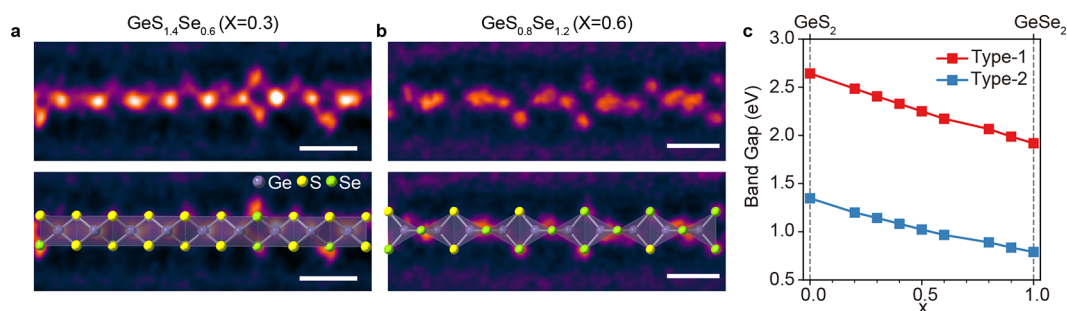 a
GeS1.4Se0.6 (X=0.3)
Ge S Se
b
GeS0.8Se1.2 (X=0.6)
c
GeS2 GeSe2
3.0
2.5
2.0
1.5
1.0
0.5
Band Gap (eV)
Type-1
Type-2
0.0 0.5 1.0
X